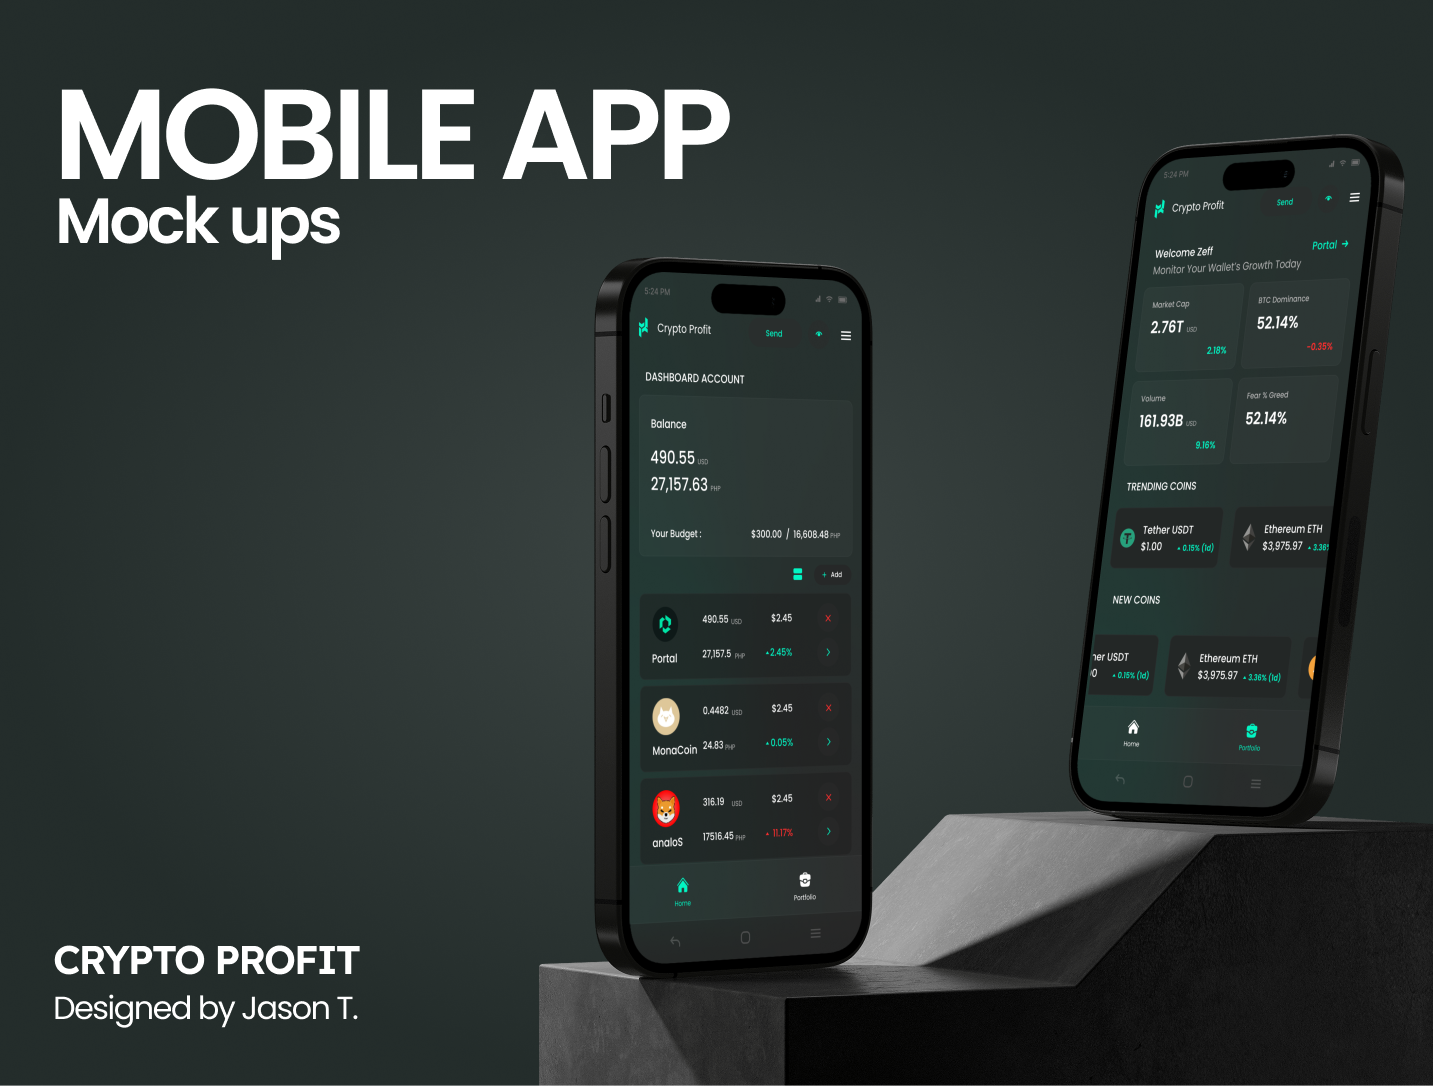 MOBILE APP
Mock ups
5:24 PM
Crypto Profit
Send
DASHBOARD ACCOUNT
Balance
490.55 USD
27,157.63 PHP
Your Budget :
$300.00 / 16,608.48 PHP
+ Add
490.55 USD
$2.45
X
Portal
27,157.5 PHP
2.45%
0.4482 USD
$2.45
X
MonaCoin
24.83 PHP
0.05%
316.19 USD
$2.45
X
analoS
17516.45 PHP
11.17%
Home
Portfolio
5:24 PM
Crypto Profit
Send
Welcome Zeff
Portal →
Monitor Your Wallet's Growth Today
Market Cap
2.76T USD
2.18%
BTC Dominance
52.14%
-0.35%
Volume
161.93B USD
9.16%
Fear % Greed
52.14%
TRENDING COINS
Tether USDT
$1.00
0.15% (1d)
Ethereum ETH
$3,975.97
3.36
NEW COINS
her USDT
00
0.15% (1d)
Ethereum ETH
$3,975.97
3.36% (1d)
Home
Portfolio
CRYPTO PROFIT
Designed by Jason T.